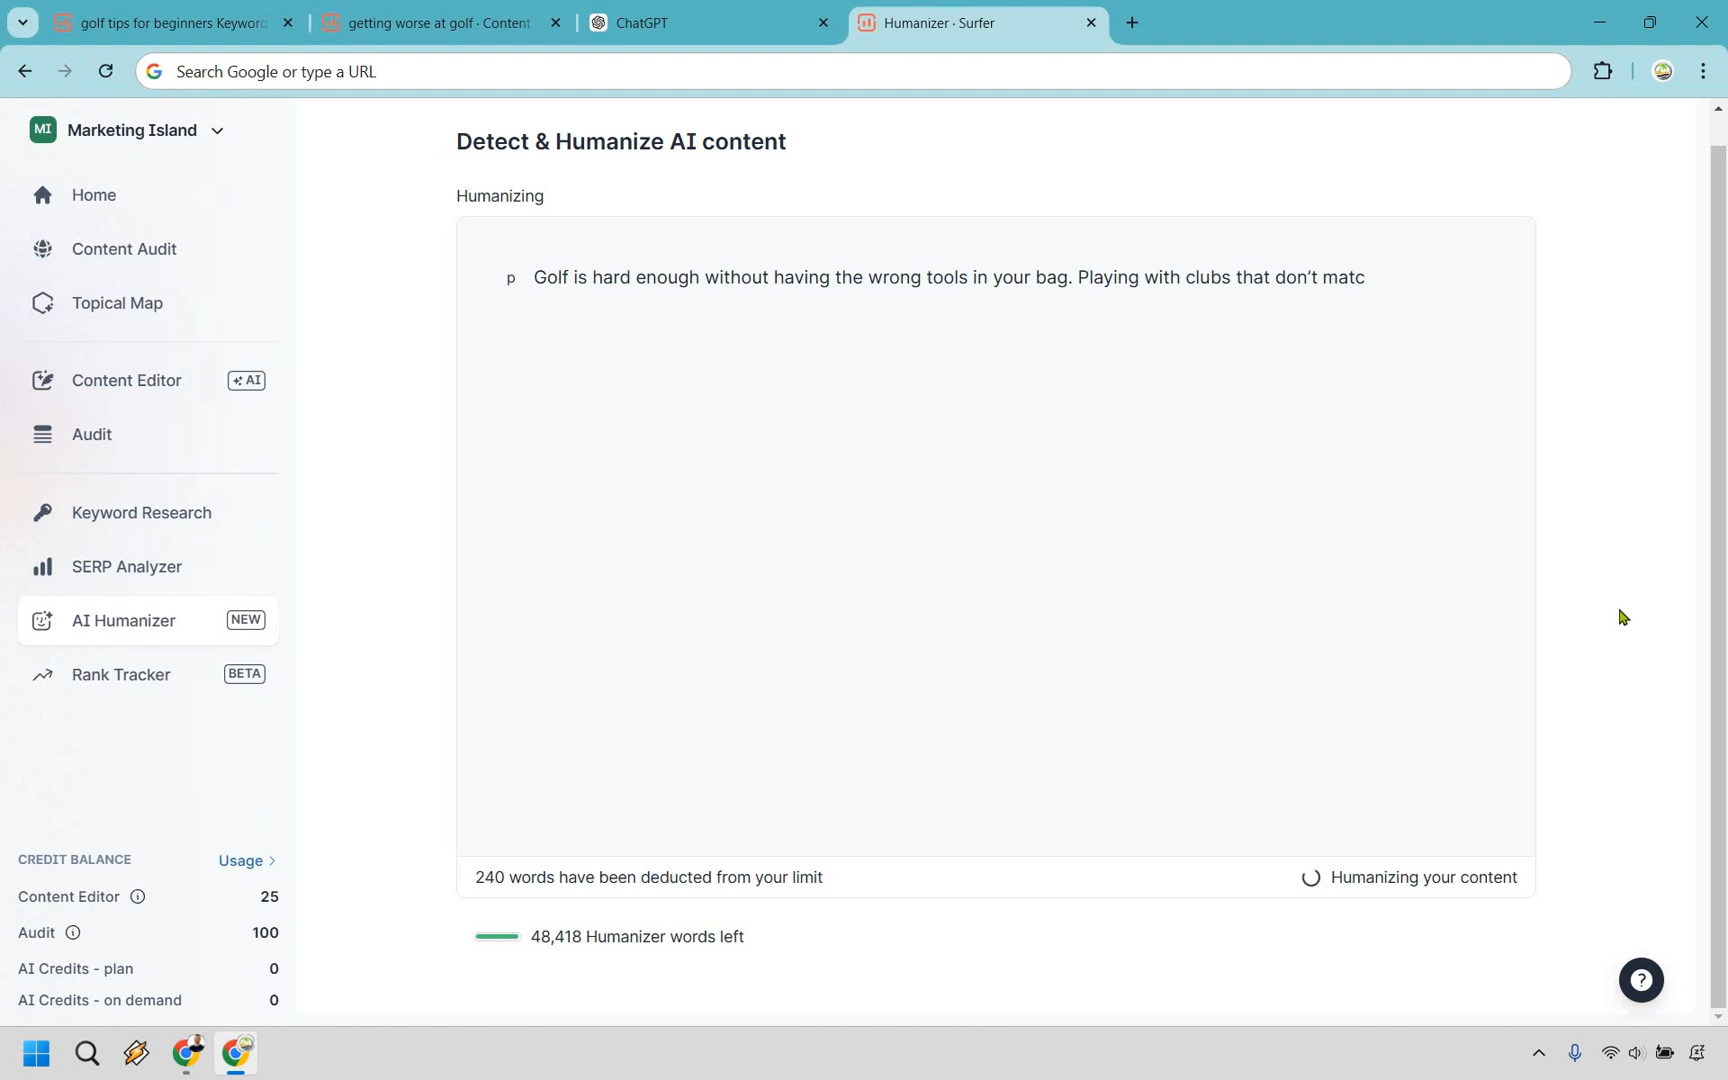 golf tips for beginners Keyword
getting worse at golf · Content
ChatGPT
Humanizer · Surfer
Search Google or type a URL
MI Marketing Island
Home
Content Audit
Topical Map
Content Editor AI
Audit
Keyword Research
SERP Analyzer
AI Humanizer NEW
Rank Tracker BETA
CREDIT BALANCE Usage >
Content Editor 25
Audit 100
AI Credits - plan 0
AI Credits - on demand 0
Detect & Humanize AI content
Humanizing
p Golf is hard enough without having the wrong tools in your bag. Playing with clubs that don’t matc
240 words have been deducted from your limit Humanizing your content
48,418 Humanizer words left
?